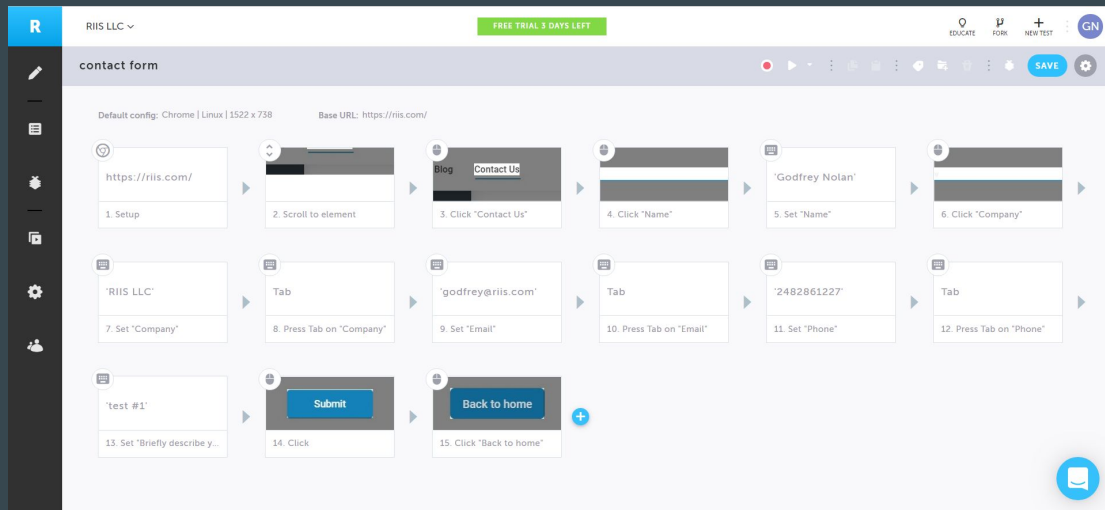 R
RIIS LLC
FREE TRIAL 3 DAYS LEFT
EDUCATE
FORK
NEW TEST
GN
contact form
SAVE
Default config: Chrome | Linux | 1522 x 738
Base URL: https://riis.com/
https://riis.com/
1. Setup
2. Scroll to element
Blog
Contact Us
3. Click "Contact Us"
4. Click "Name"
'Godfrey Nolan'
5. Set "Name"
6. Click "Company"
'RIIS LLC'
7. Set "Company"
Tab
8. Press Tab on "Company"
'godfrey@riis.com'
9. Set "Email"
Tab
10. Press Tab on "Email"
'2482861227'
11. Set "Phone"
Tab
12. Press Tab on "Phone"
'test #1'
13. Set "Briefly describe y...
Submit
14. Click
Back to home
15. Click "Back to home"